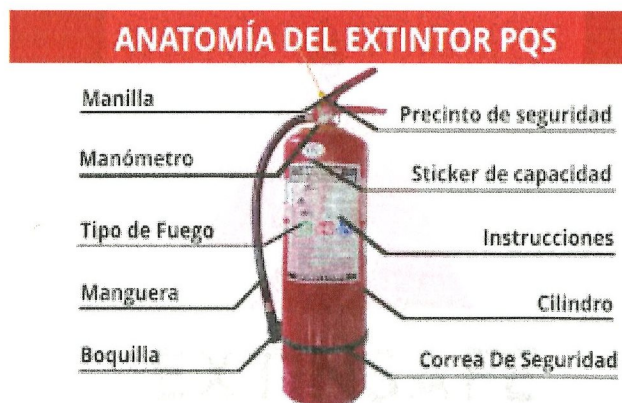 ANATOMÍA DEL EXTINTOR PQS
Manilla
Precinto de seguridad
Manómetro
Sticker de capacidad
Tipo de Fuego
Instrucciones
Manguera
Cilindro
Boquilla
Correa De Seguridad